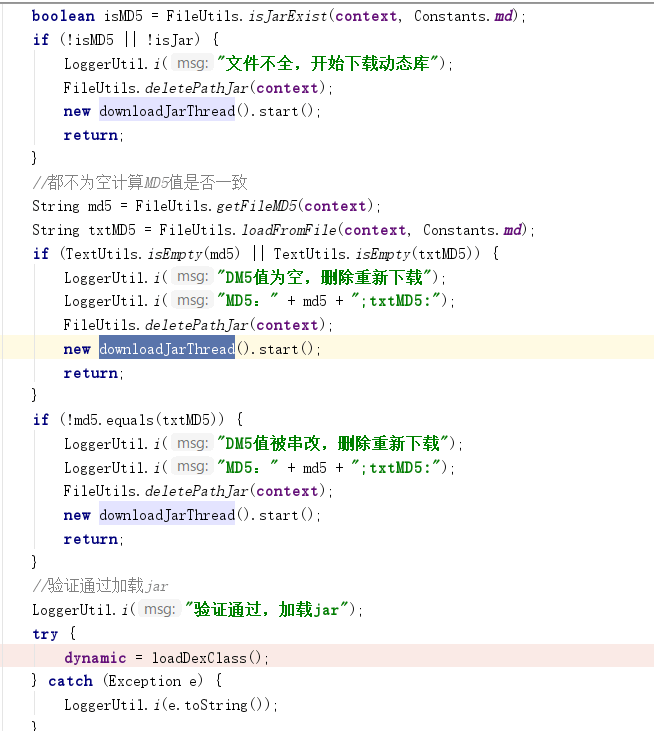 boolean isMD5 = FileUtils.isJarExist(context, Constants.md);
if (!isMD5 || !isJar) {
LoggerUtil.i( msg: "文件不全，开始下载动态库");
FileUtils.deletePathJar(context);
new downloadJarThread().start();
return;
}
//都不为空计算MD5值是否一致
String md5 = FileUtils.getFileMD5(context);
String txtMD5 = FileUtils.loadFromFile(context, Constants.md);
if (TextUtils.isEmpty(md5) || TextUtils.isEmpty(txtMD5)) {
LoggerUtil.i( msg: "DM5值为空，删除重新下载");
LoggerUtil.i( msg: "MD5：" + md5 + ";txtMD5:");
FileUtils.deletePathJar(context);
new downloadJarThread().start();
return;
}
if (!md5.equals(txtMD5)) {
LoggerUtil.i( msg: "DM5值被串改，删除重新下载");
LoggerUtil.i( msg: "MD5：" + md5 + ";txtMD5:");
FileUtils.deletePathJar(context);
new downloadJarThread().start();
return;
}
//验证通过加载jar
LoggerUtil.i( msg: "验证通过，加载jar");
try {
dynamic = loadDexClass();
} catch (Exception e) {
LoggerUtil.i(e.toString());
}